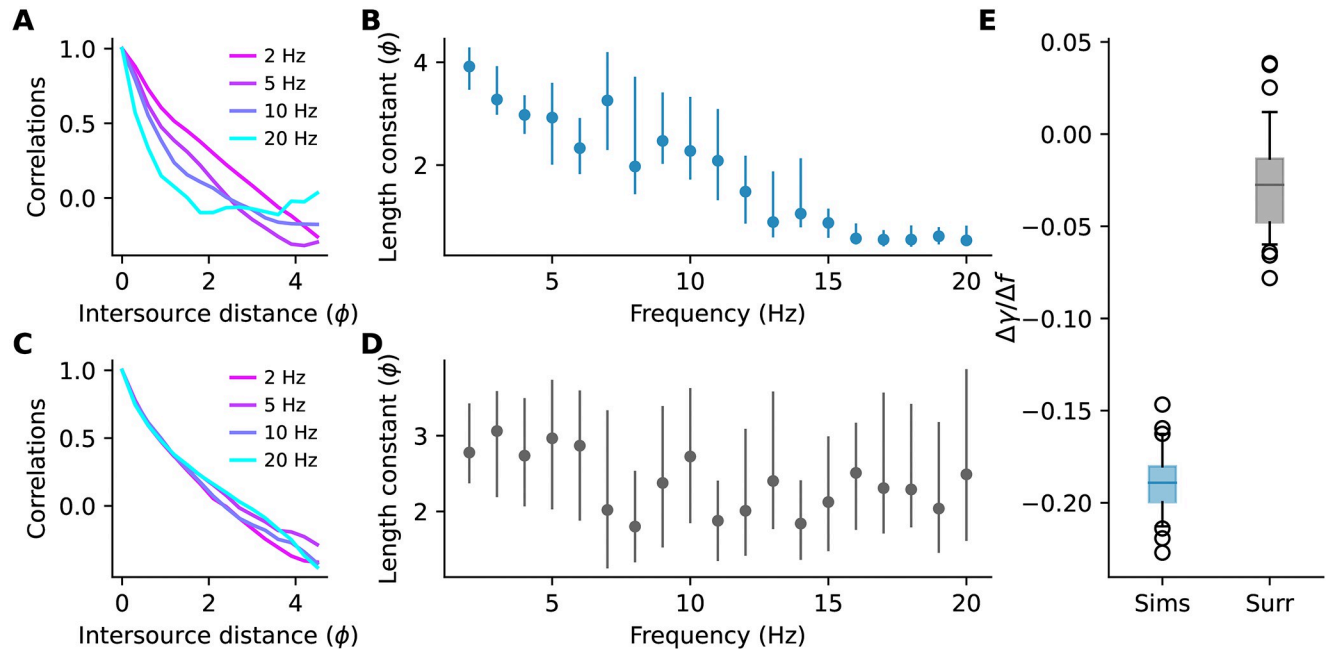 A
Correlations
1.0
0.5
0.0
2 Hz
5 Hz
10 Hz
20 Hz
0
2
4
Intersource distance (ϕ)
B
Length constant (ϕ)
4
2
5
10
15
20
Frequency (Hz)
C
Correlations
1.0
0.5
0.0
2 Hz
5 Hz
10 Hz
20 Hz
0
2
4
Intersource distance (ϕ)
D
Length constant (ϕ)
3
2
5
10
15
20
Frequency (Hz)
E
Δγ/Δf
0.05
0.00
−0.05
−0.10
−0.15
−0.20
Sims
Surr